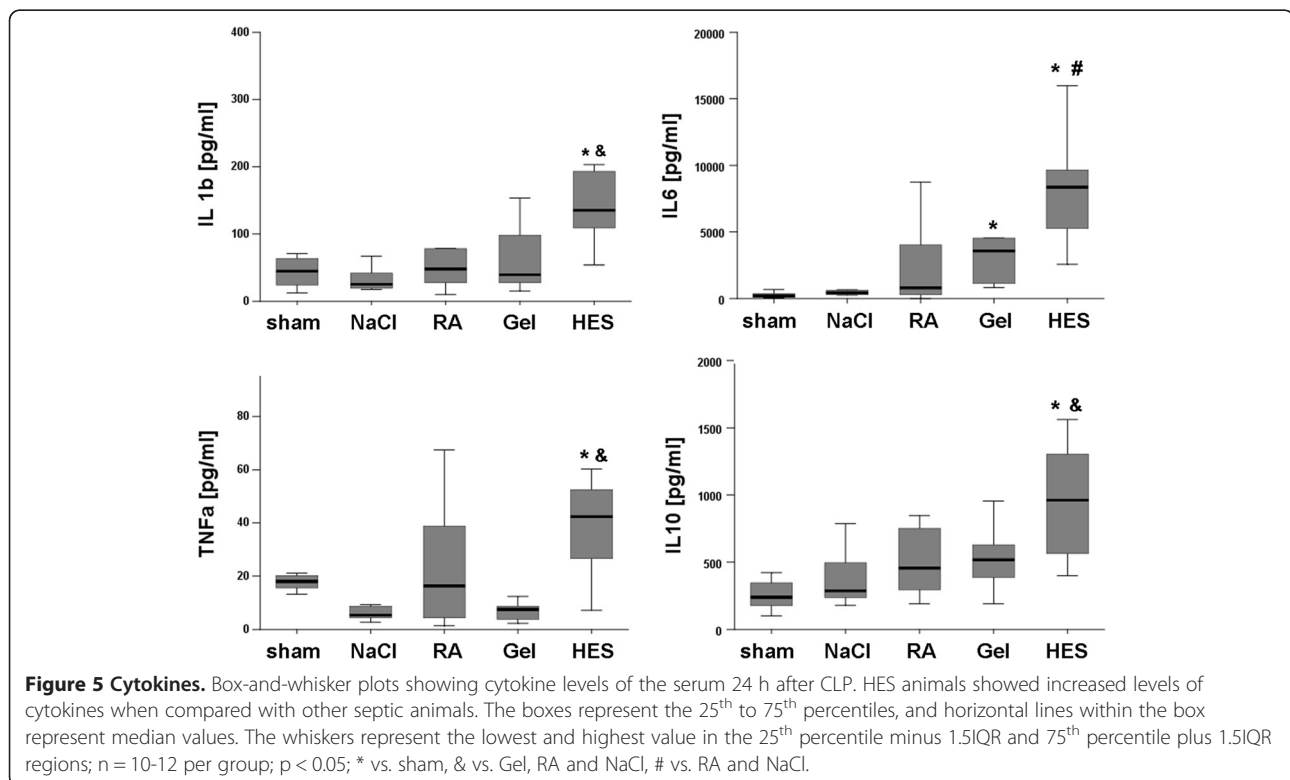 400
300
200
100
0
IL 1b [pg/ml]
* &
sham NaCl RA Gel HES
20000
15000
10000
5000
0
IL6 [pg/ml]
*
* #
sham NaCl RA Gel HES
80
60
40
20
0
TNFa [pg/ml]
* &
sham NaCl RA Gel HES
2000
1500
1000
500
0
IL10 [pg/ml]
* &
sham NaCl RA Gel HES
Figure 5 Cytokines. Box-and-whisker plots showing cytokine levels of the serum 24 h after CLP. HES animals showed increased levels of
cytokines when compared with other septic animals. The boxes represent the 25th to 75th percentiles, and horizontal lines within the box
represent median values. The whiskers represent the lowest and highest value in the 25th percentile minus 1.5IQR and 75th percentile plus 1.5IQR
regions; n = 10-12 per group; p < 0.05; * vs. sham, & vs. Gel, RA and NaCl, # vs. RA and NaCl.